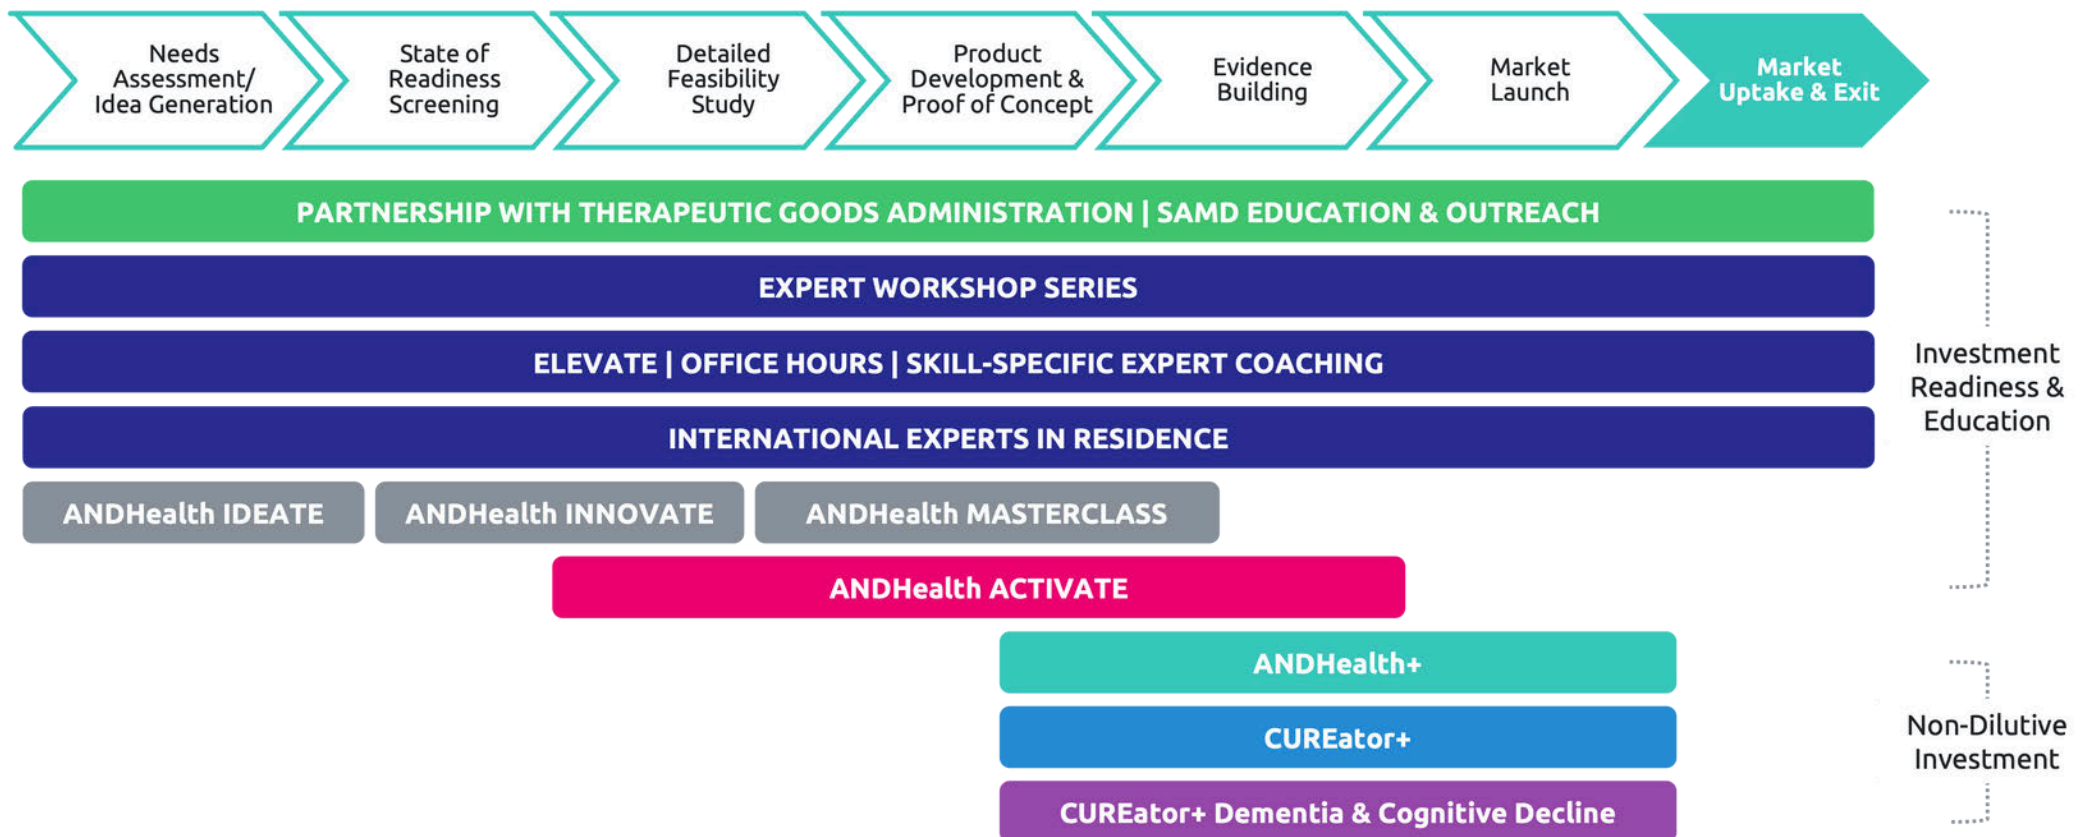 Needs
Assessment/
Idea Generation
State of
Readiness
Screening
Detailed
Feasibility
Study
Product
Development &
Proof of Concept
Evidence
Building
Market
Launch
Market
Uptake & Exit
PARTNERSHIP WITH THERAPEUTIC GOODS ADMINISTRATION | SAMD EDUCATION & OUTREACH
EXPERT WORKSHOP SERIES
ELEVATE | OFFICE HOURS | SKILL-SPECIFIC EXPERT COACHING
INTERNATIONAL EXPERTS IN RESIDENCE
ANDHealth IDEATE
ANDHealth INNOVATE
ANDHealth MASTERCLASS
ANDHealth ACTIVATE
Investment
Readiness &
Education
ANDHealth+
CUREator+
CUREator+ Dementia & Cognitive Decline
Non-Dilutive
Investment